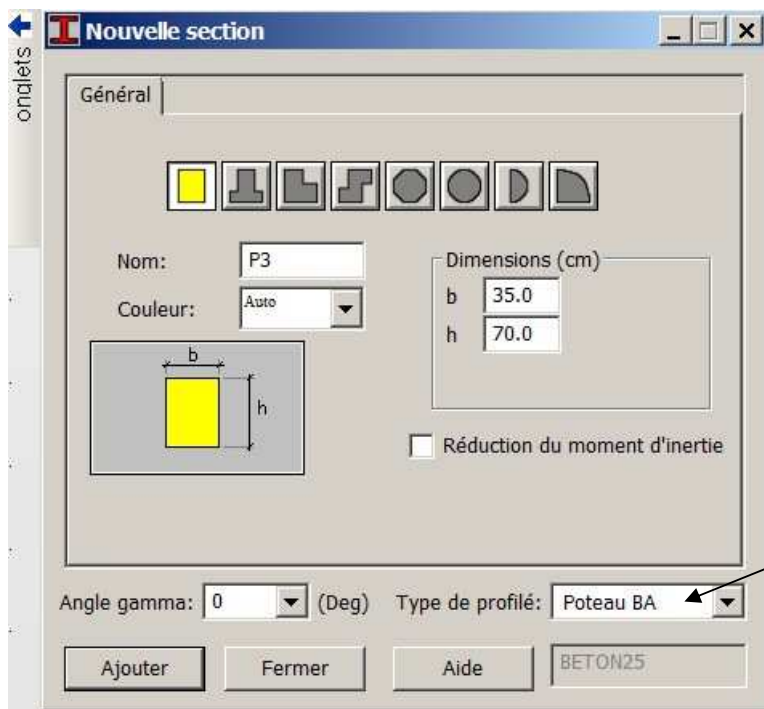 onglets
Nouvelle section
Général
Nom: P3
Couleur: Auto
Dimensions (cm)
b 35.0
h 70.0
b
h
Réduction du moment d'inertie
Angle gamma: 0 (Deg) Type de profilé: Poteau BA
Ajouter Fermer Aide BETON25